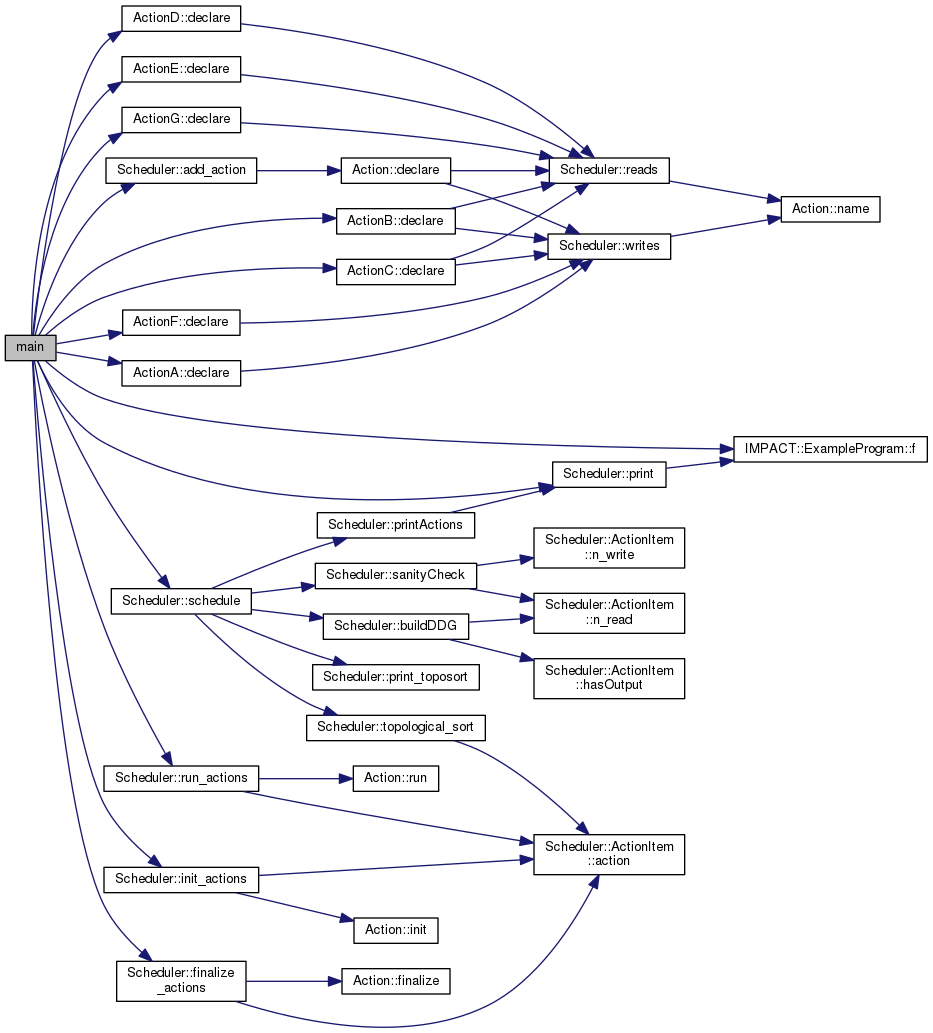 ActionD::declare
ActionE::declare
ActionG::declare
Scheduler::add_action
Action::declare
Scheduler::reads
Action::name
ActionB::declare
Scheduler::writes
ActionC::declare
ActionF::declare
main
ActionA::declare
IMPACT::ExampleProgram::f
Scheduler::print
Scheduler::printActions
Scheduler::ActionItem
::n_write
Scheduler::sanityCheck
Scheduler::schedule
Scheduler::ActionItem
::n_read
Scheduler::buildDDG
Scheduler::print_toposort
Scheduler::ActionItem
::hasOutput
Scheduler::topological_sort
Scheduler::run_actions
Action::run
Scheduler::ActionItem
::action
Scheduler::init_actions
Action::init
Scheduler::finalize
_actions
Action::finalize